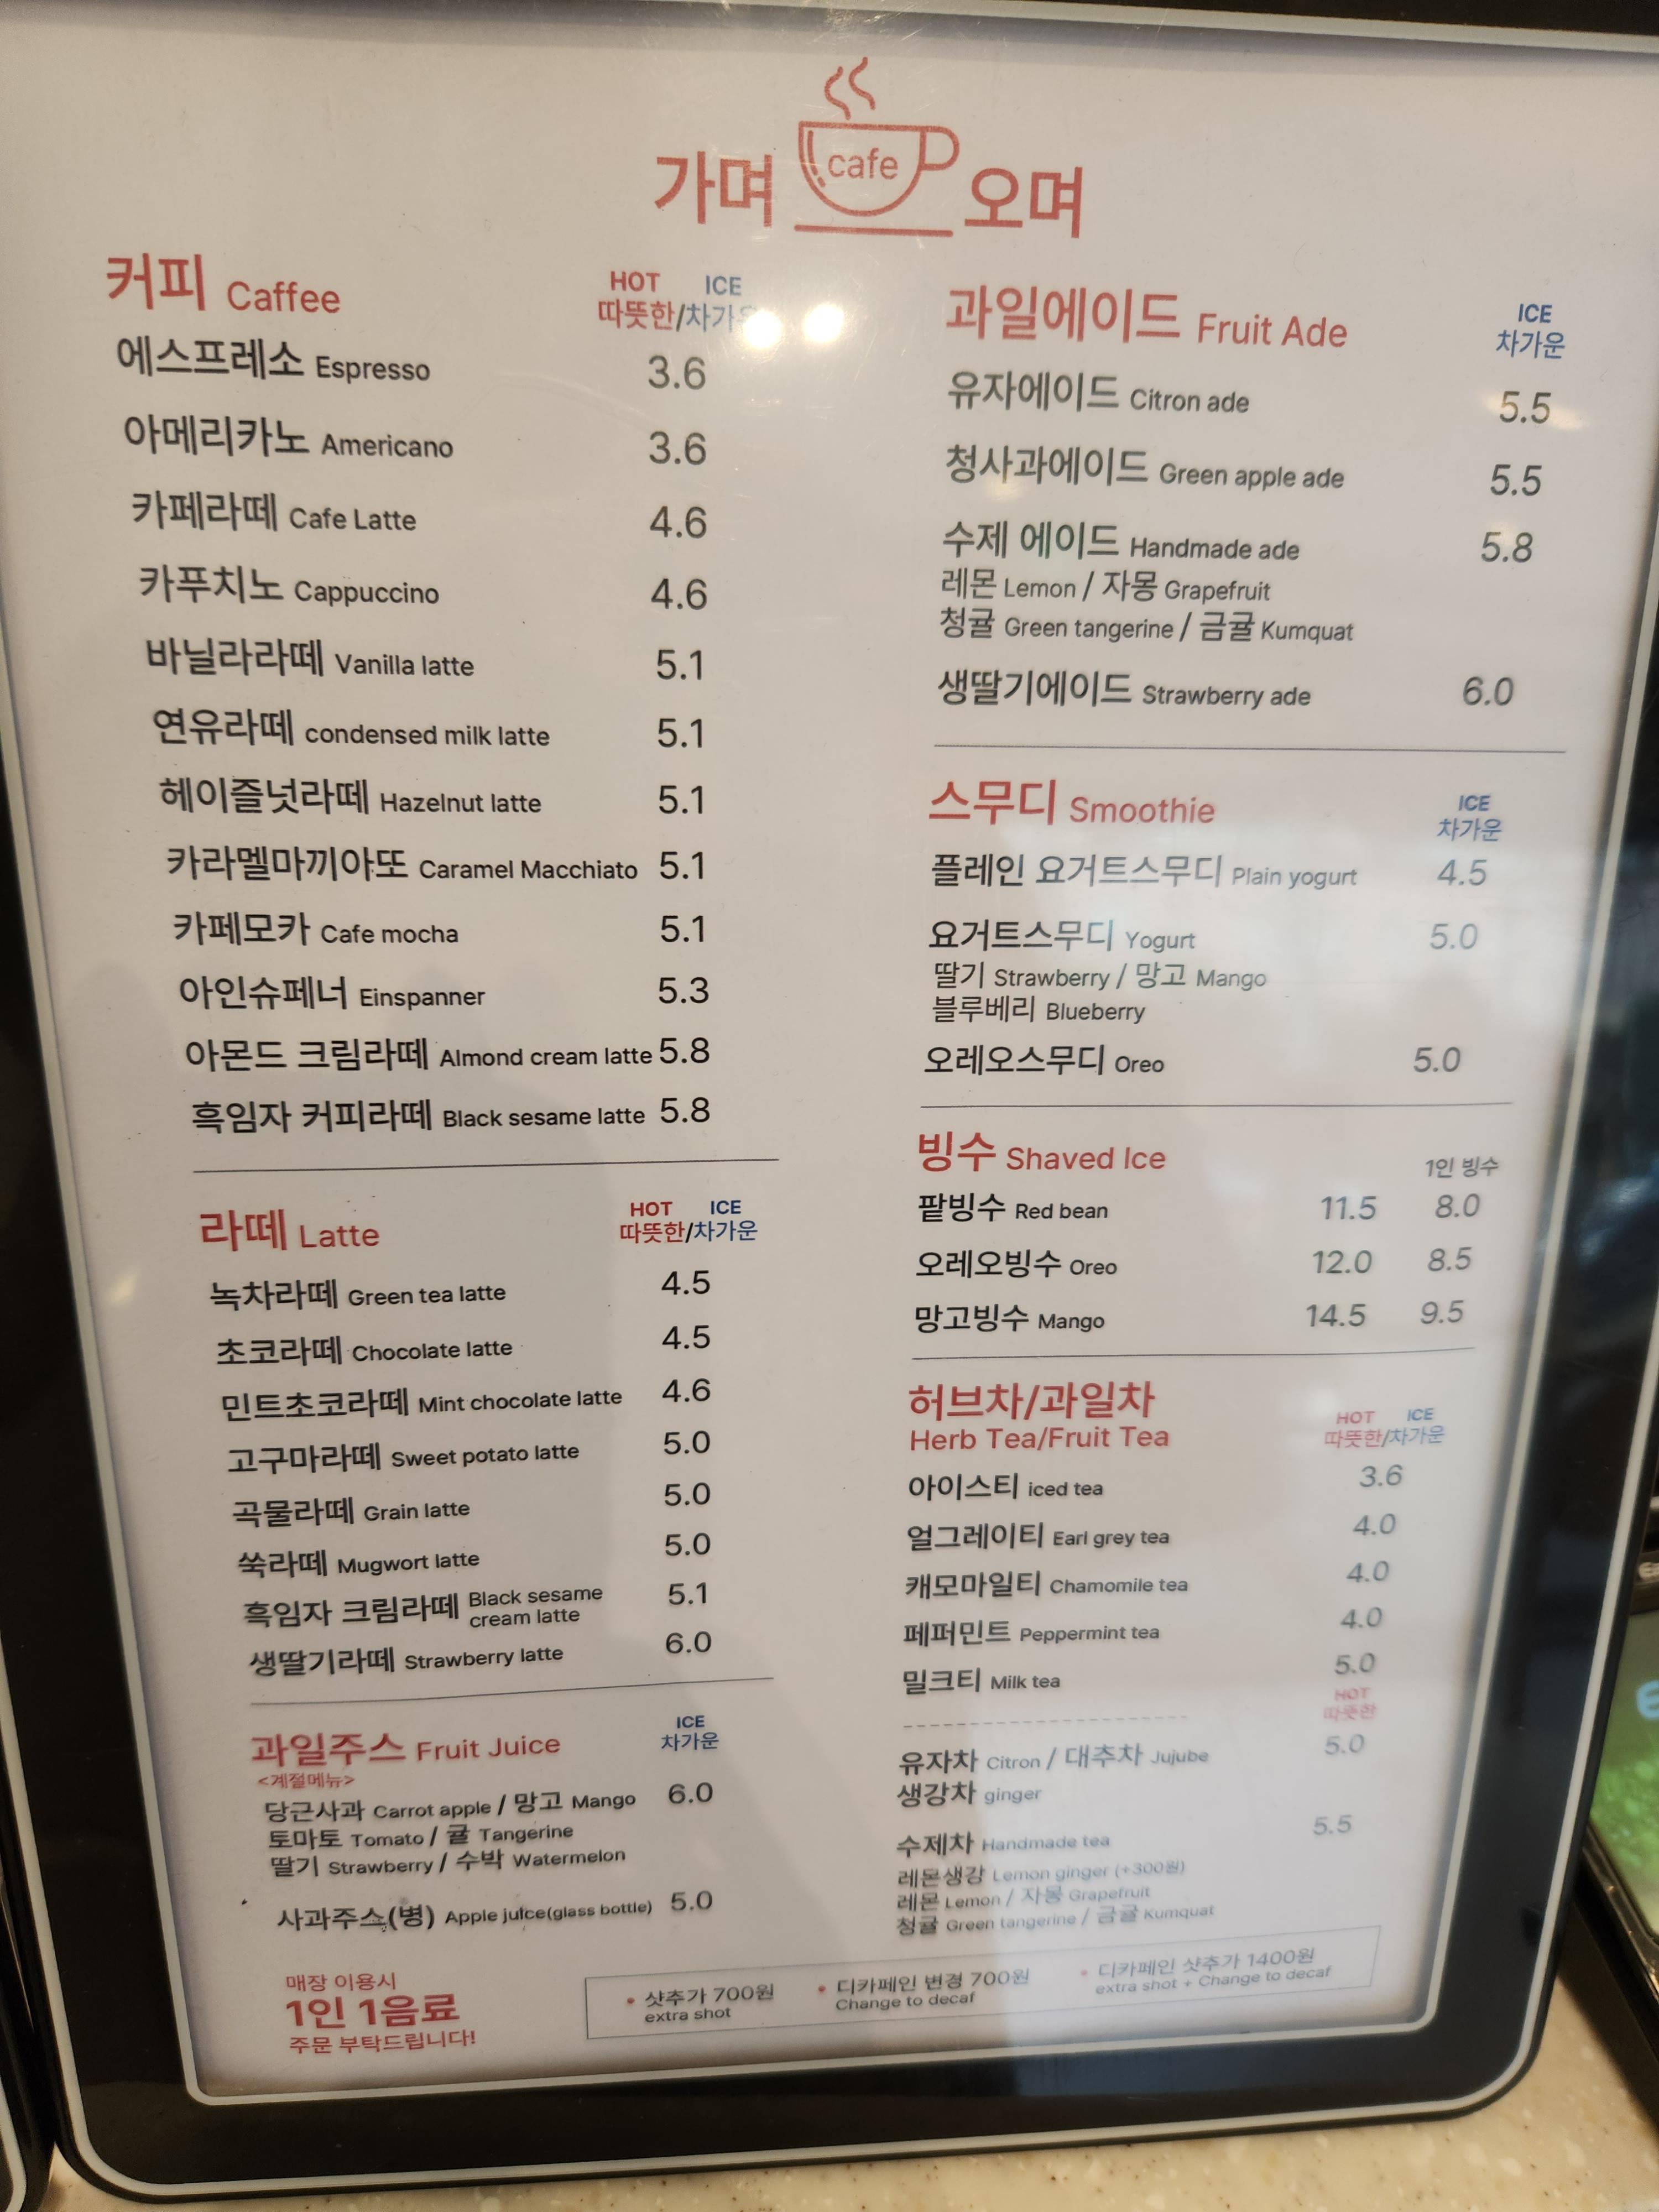 가며 cafe 오며
커피 Caffee
HOT ICE
따뜻한/차가운
에스프레소 Espresso 3.6
아메리카노 Americano 3.6
카페라떼 Cafe Latte 4.6
카푸치노 Cappuccino 4.6
바닐라라떼 Vanilla latte 5.1
연유라떼 condensed milk latte 5.1
헤이즐넛라떼 Hazelnut latte 5.1
카라멜마끼야또 Caramel Macchiato 5.1
카페모카 Cafe mocha 5.1
아인슈페너 Einspanner 5.3
아몬드 크림라떼 Almond cream latte 5.8
흑임자 커피라떼 Black sesame latte 5.8
라떼 Latte
HOT ICE
따뜻한/차가운
녹차라떼 Green tea latte 4.5
초코라떼 Chocolate latte 4.5
민트초코라떼 Mint chocolate latte 4.6
고구마라떼 Sweet potato latte 5.0
곡물라떼 Grain latte 5.0
쑥라떼 Mugwort latte 5.0
흑임자 크림라떼 Black sesame cream latte 5.1
생딸기라떼 Strawberry latte 6.0
과일주스 Fruit Juice
ICE
차가운
<계절메뉴>
당근사과 Carrot apple / 망고 Mango 6.0
토마토 Tomato / 귤 Tangerine
딸기 Strawberry / 수박 Watermelon
사과주스(병) Apple juice(glass bottle) 5.0
과일에이드 Fruit Ade
ICE
차가운
유자에이드 Citron ade 5.5
청사과에이드 Green apple ade 5.5
수제 에이드 Handmade ade 5.8
레몬 Lemon / 자몽 Grapefruit
청귤 Green tangerine / 금귤 Kumquat
생딸기에이드 Strawberry ade 6.0
스무디 Smoothie
ICE
차가운
플레인 요거트스무디 Plain yogurt 4.5
요거트스무디 Yogurt 5.0
딸기 Strawberry / 망고 Mango
블루베리 Blueberry
오레오스무디 Oreo 5.0
빙수 Shaved Ice
1인 빙수
팥빙수 Red bean 11.5 8.0
오레오빙수 Oreo 12.0 8.5
망고빙수 Mango 14.5 9.5
허브차/과일차
Herb Tea/Fruit Tea
HOT ICE
따뜻한/차가운
아이스티 iced tea 3.6
얼그레이티 Earl grey tea 4.0
캐모마일티 Chamomile tea 4.0
페퍼민트 Peppermint tea 4.0
밀크티 Milk tea 5.0
HOT
따뜻한
유자차 Citron / 대추차 Jujube 5.0
생강차 ginger
수제차 Handmade tea 5.5
레몬생강 Lemon ginger (+300원)
레몬 Lemon / 자몽 Grapefruit
청귤 Green tangerine / 금귤 Kumquat
매장 이용시
1인 1음료
주문 부탁드립니다!
• 샷추가 700원
extra shot
• 디카페인 변경 700원
Change to decaf
• 디카페인 샷추가 1400원
extra shot + Change to decaf